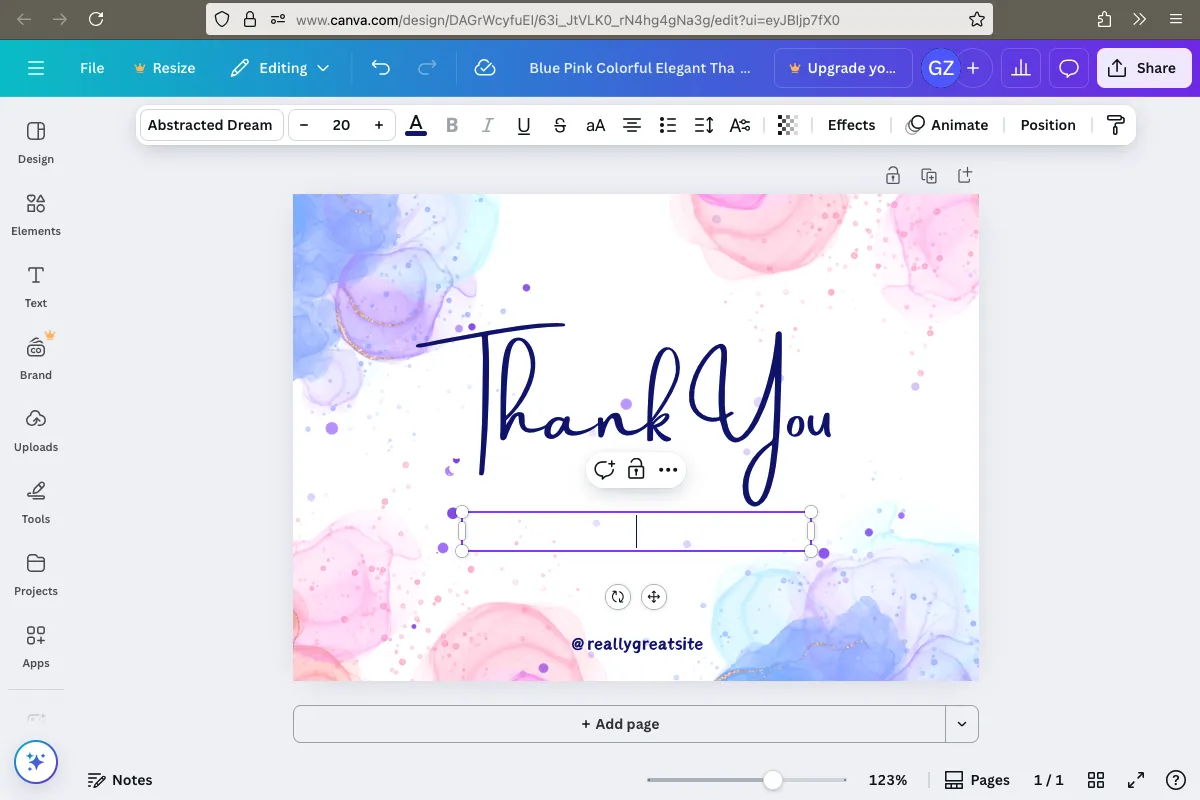 www.canva.com/design/DAGrWcyfuEI/63i_JtVLK0_rN4hg4gNa3g/edit?ui=eyJBIjp7fX0
File
Resize
Editing
Blue Pink Colorful Elegant Tha ...
Upgrade yo...
GZ
Share
Abstracted Dream
– 20 +
A
B
I
U
S
aA
Effects
Animate
Position
Design
Elements
Text
Brand
Uploads
Tools
Projects
Apps
Thank You
@reallygreatsite
+ Add page
Notes
123%
Pages
1 / 1